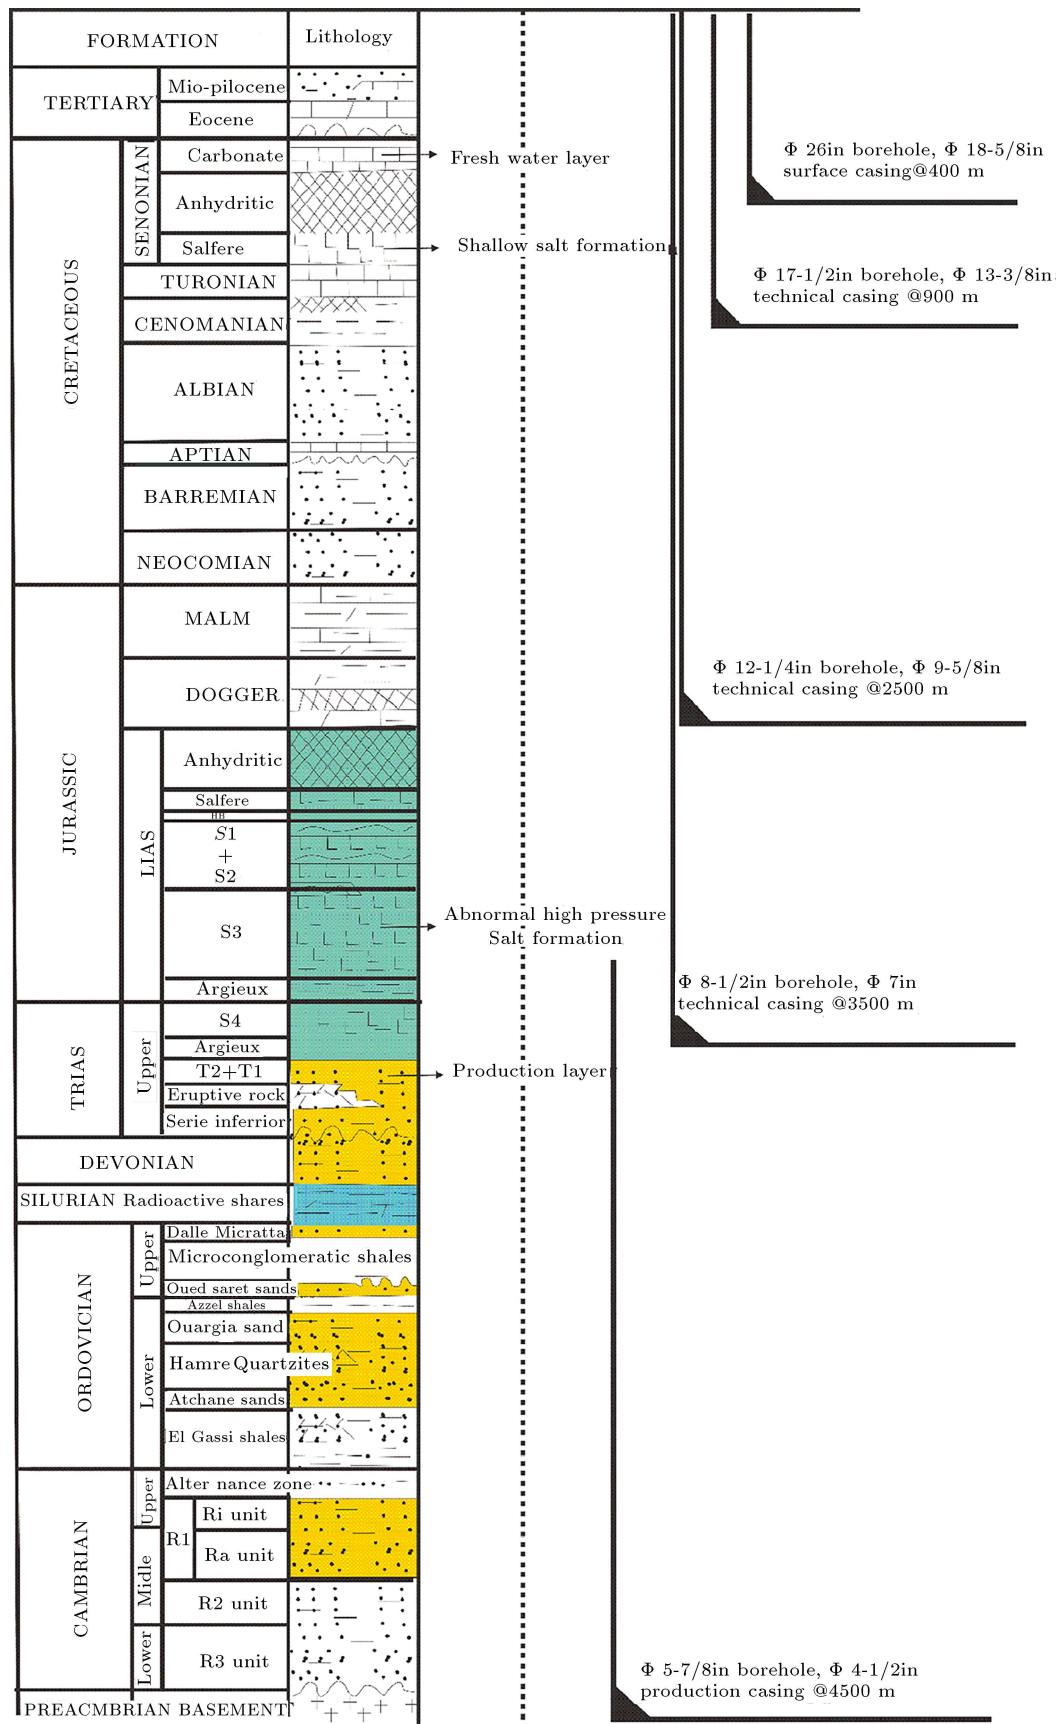 FORMATION
Lithology
TERTIARY
Mio-pilocene
Eocene
CRETACEOUS
SENONIAN
Carbonate
Fresh water layer
Anhydritic
Salfere
Shallow salt formation
TURONIAN
CENOMANIAN
ALBIAN
APTIAN
BARREMIAN
NEOCOMIAN
JURASSIC
MALM
DOGGER
LIAS
Anhydritic
Salfere
HB
S1
+
S2
S3
Abnormal high pressure
Salt formation
Argieux
TRIAS
Upper
S4
Argieux
T2+T1
Production layer
Eruptive rock
Serie inferrior
DEVONIAN
SILURIAN Radioactive shares
ORDOVICIAN
Upper
Dalle Micratta
Microconglomeratic shales
Oued saret sands
Lower
Azzel shales
Ouargia sand
Hamre Quartzites
Atchane sands
El Gassi shales
CAMBRIAN
Upper
Alter nance zone
R1
Ri unit
Ra unit
Midle
R2 unit
Lower
R3 unit
PREACMBRIAN BASEMENT
Φ 26in borehole, Φ 18-5/8in
surface casing@400 m
Φ 17-1/2in borehole, Φ 13-3/8in
technical casing @900 m
Φ 12-1/4in borehole, Φ 9-5/8in
technical casing @2500 m
Φ 8-1/2in borehole, Φ 7in
technical casing @3500 m
Φ 5-7/8in borehole, Φ 4-1/2in
production casing @4500 m